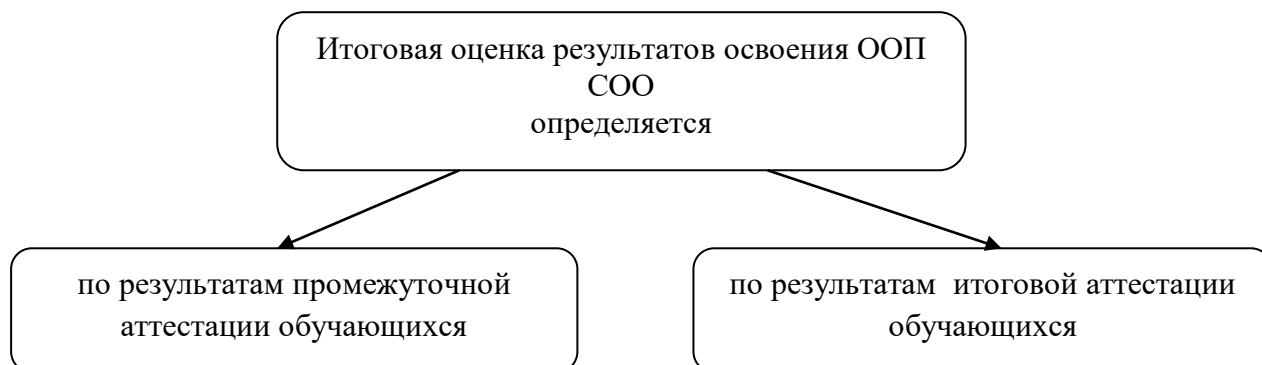 Итоговая оценка результатов освоения ООП
СОО
определяется
по результатам промежуточной
аттестации обучающихся
по результатам итоговой аттестации
обучающихся